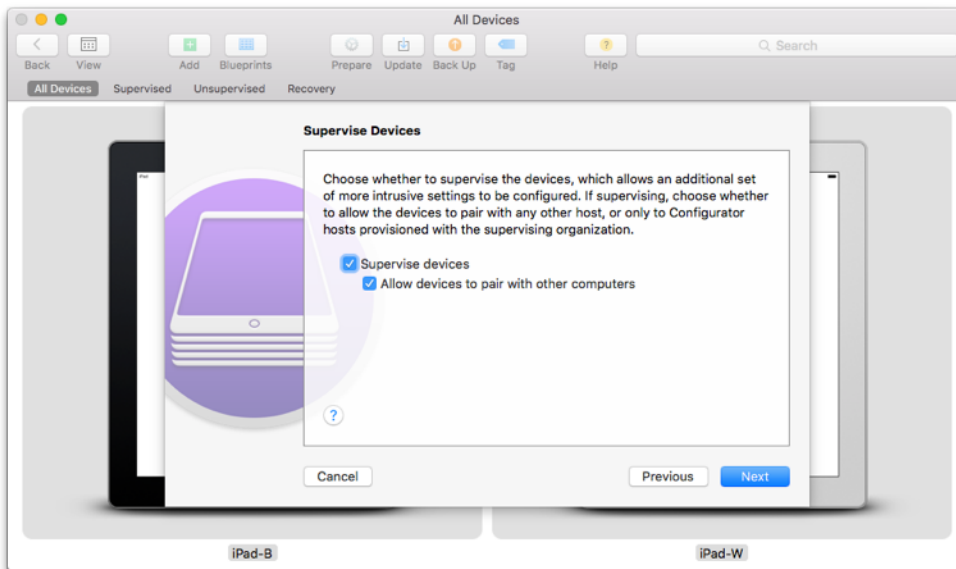 All Devices
Search
Back View Add Blueprints Prepare Update Back Up Tag Help
All Devices Supervised Unsupervised Recovery
Supervise Devices
Choose whether to supervise the devices, which allows an additional set
of more intrusive settings to be configured. If supervising, choose whether
to allow the devices to pair with any other host, or only to Configurator
hosts provisioned with the supervising organization.
Supervise devices
Allow devices to pair with other computers
?
Cancel Previous Next
iPad-B iPad-W